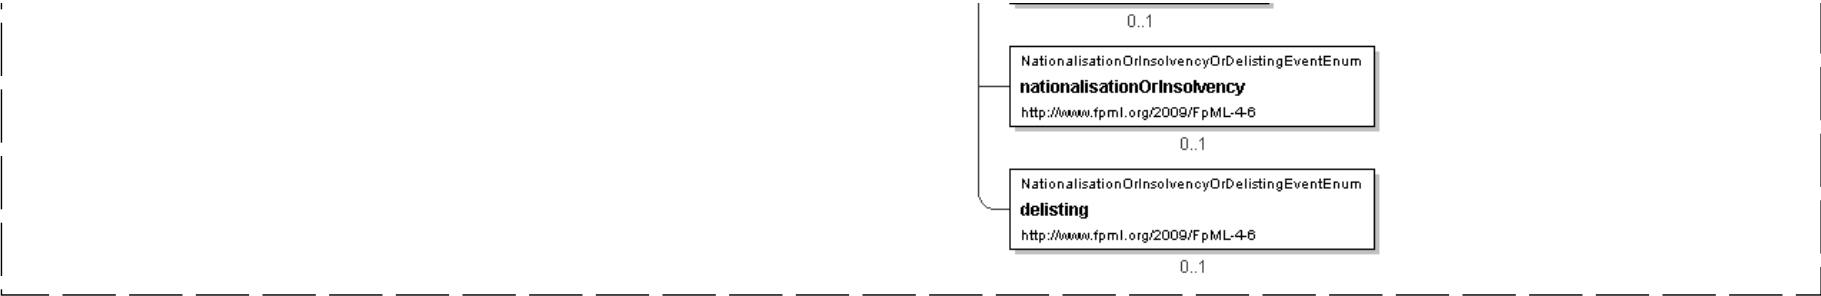 0..1
NationalisationOrInsolvencyOrDelistingEventEnum
nationalisationOrInsolvency
http://www.fpml.org/2009/FpML-4-6
0..1
NationalisationOrInsolvencyOrDelistingEventEnum
delisting
http://www.fpml.org/2009/FpML-4-6
0..1